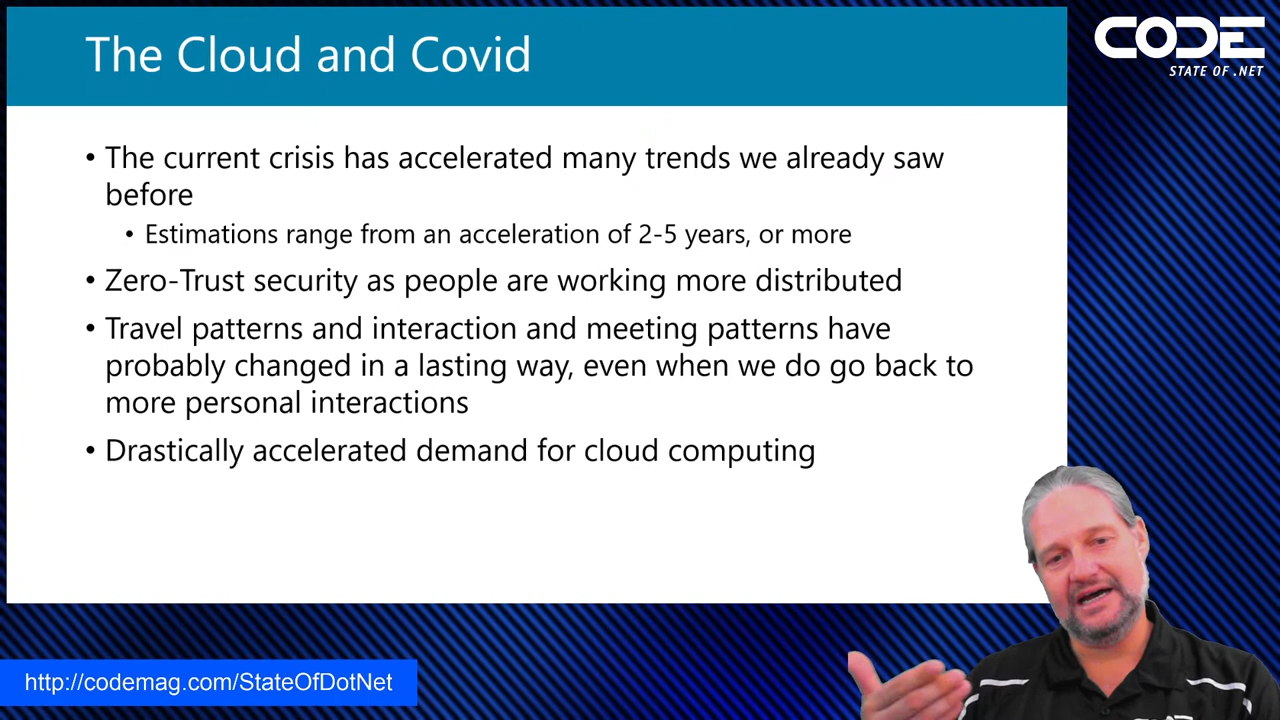 The Cloud and Covid
CODE
STATE OF .NET
• The current crisis has accelerated many trends we already saw
before
• Estimations range from an acceleration of 2-5 years, or more
• Zero-Trust security as people are working more distributed
• Travel patterns and interaction and meeting patterns have
probably changed in a lasting way, even when we do go back to
more personal interactions
• Drastically accelerated demand for cloud computing
http://codemag.com/StateOfDotNet